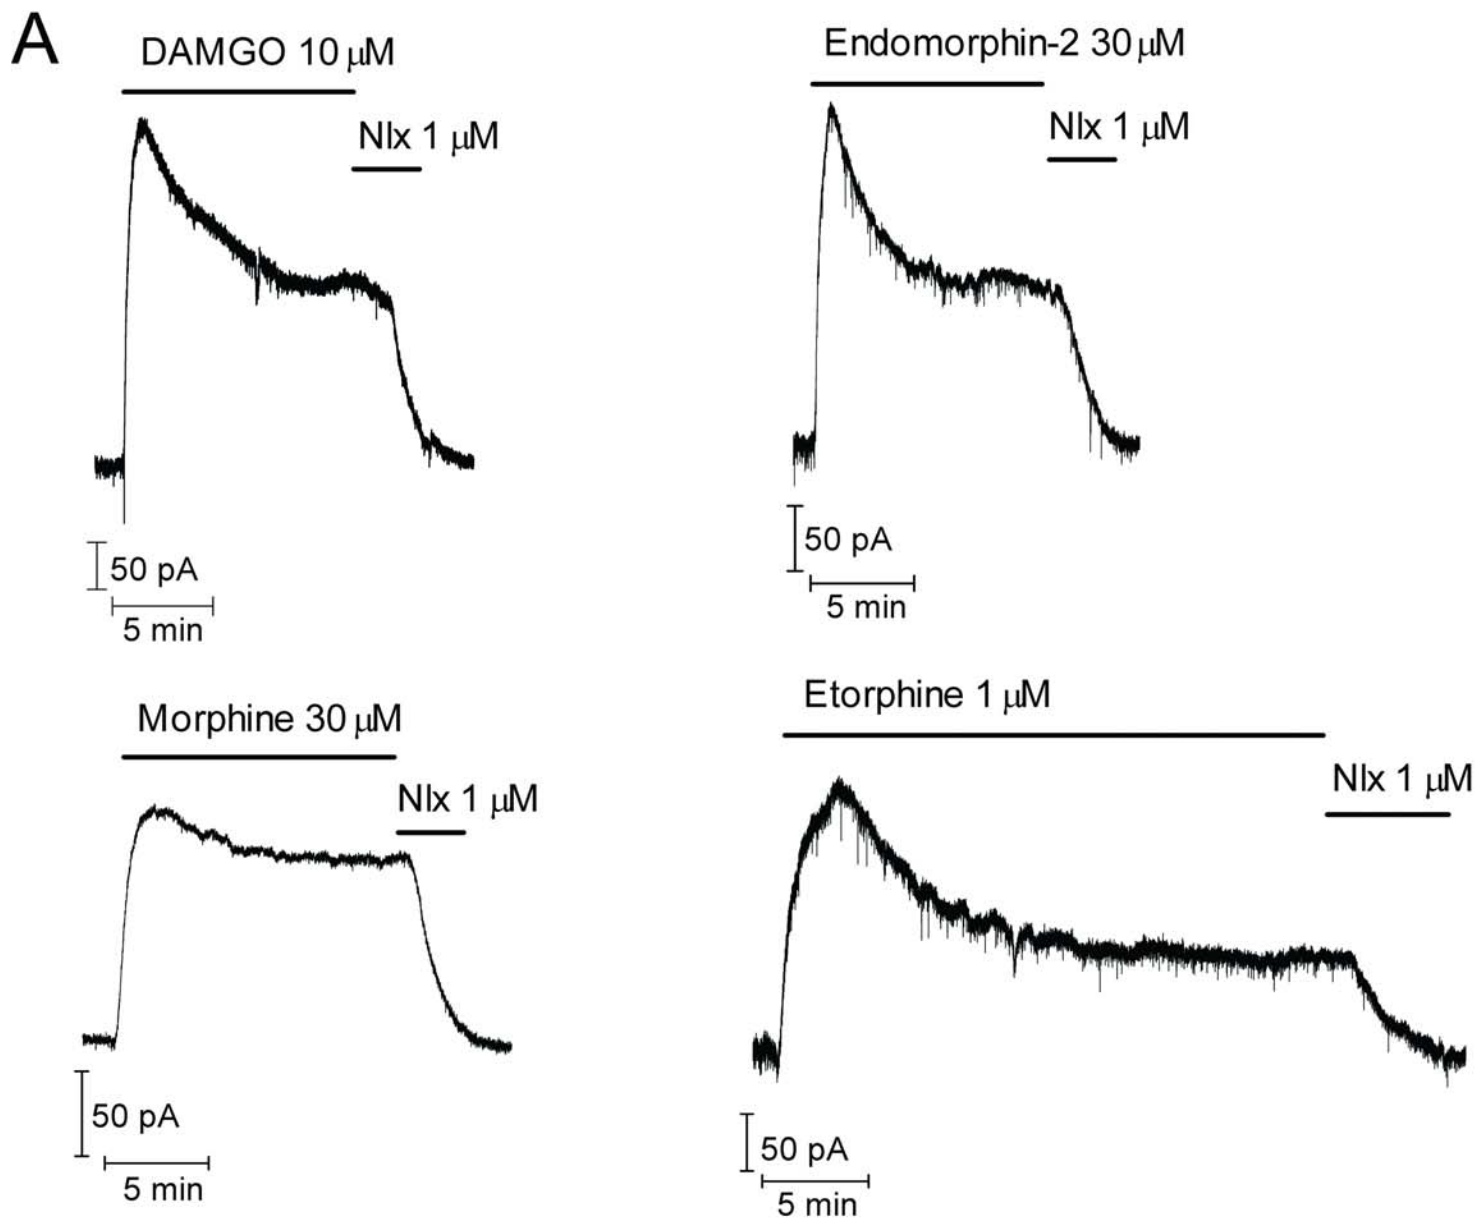 A
DAMGO 10 μM
Nlx 1 μM
50 pA
5 min
Endomorphin-2 30 μM
Nlx 1 μM
50 pA
5 min
Morphine 30 μM
Nlx 1 μM
50 pA
5 min
Etorphine 1 μM
Nlx 1 μM
50 pA
5 min